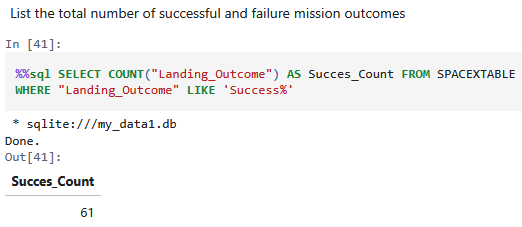 List the total number of successful and failure mission outcomes
In [41]:
%%sql SELECT COUNT("Landing_Outcome") AS Succes_Count FROM SPACEXTABLE
WHERE "Landing_Outcome" LIKE 'Success%'
* sqlite:///my_data1.db
Done.
Out[41]:
Succes_Count
61